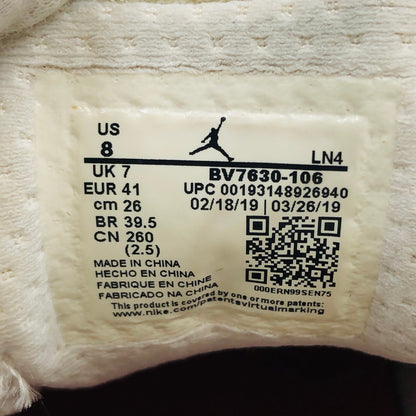 US
8
LN4
UK 7
BV7630-106
EUR 41
UPC 00193148926940
cm 26
02/18/19 | 03/26/19
BR 39.5
CN 260
(2.5)
MADE IN CHINA
HECHO EN CHINA
FABRIQUE EN CHINE
FABRICADO NA CHINA
000ERN99SEN75
This product is covered by one or more patents:
www.nike.com/patentsvirtualmarking